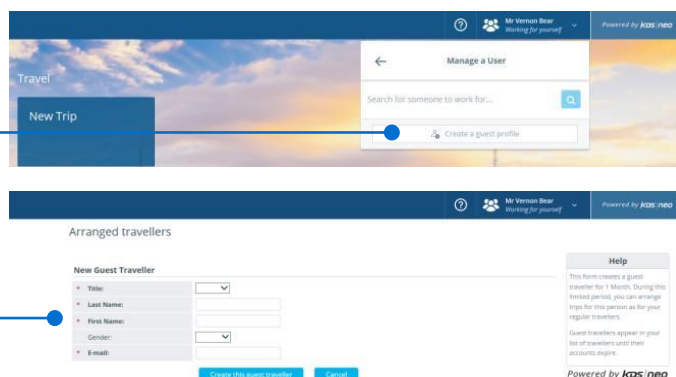 Mr Vernon Bear
Working for yourself
Powered by KDS|neo
Travel
New Trip
Manage a User
Search for someone to work for...
Create a guest profile
Mr Vernon Bear
Working for yourself
Powered by KDS|neo
Arranged travellers
New Guest Traveller
* Title:
* Last Name:
* First Name:
Gender:
* E-mail:
Create this guest traveller
Cancel
Help
This form creates a guest
traveller for 1 Month. During this
limited period, you can arrange
trips for this person as for your
regular travellers.
Guest travellers appear in your
list of travellers until their
accounts expire.
Powered by KDS|neo